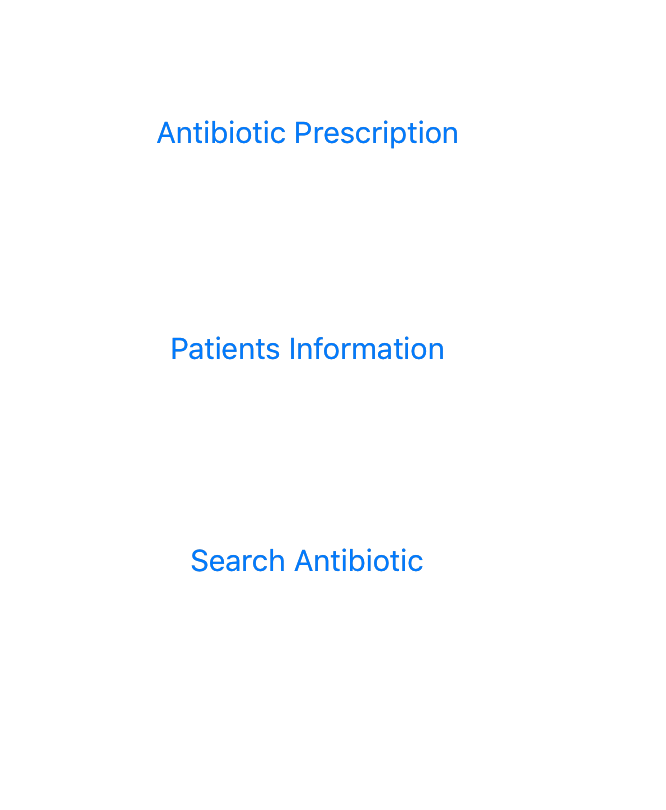 Antibiotic Prescription
Patients Information
Search Antibiotic